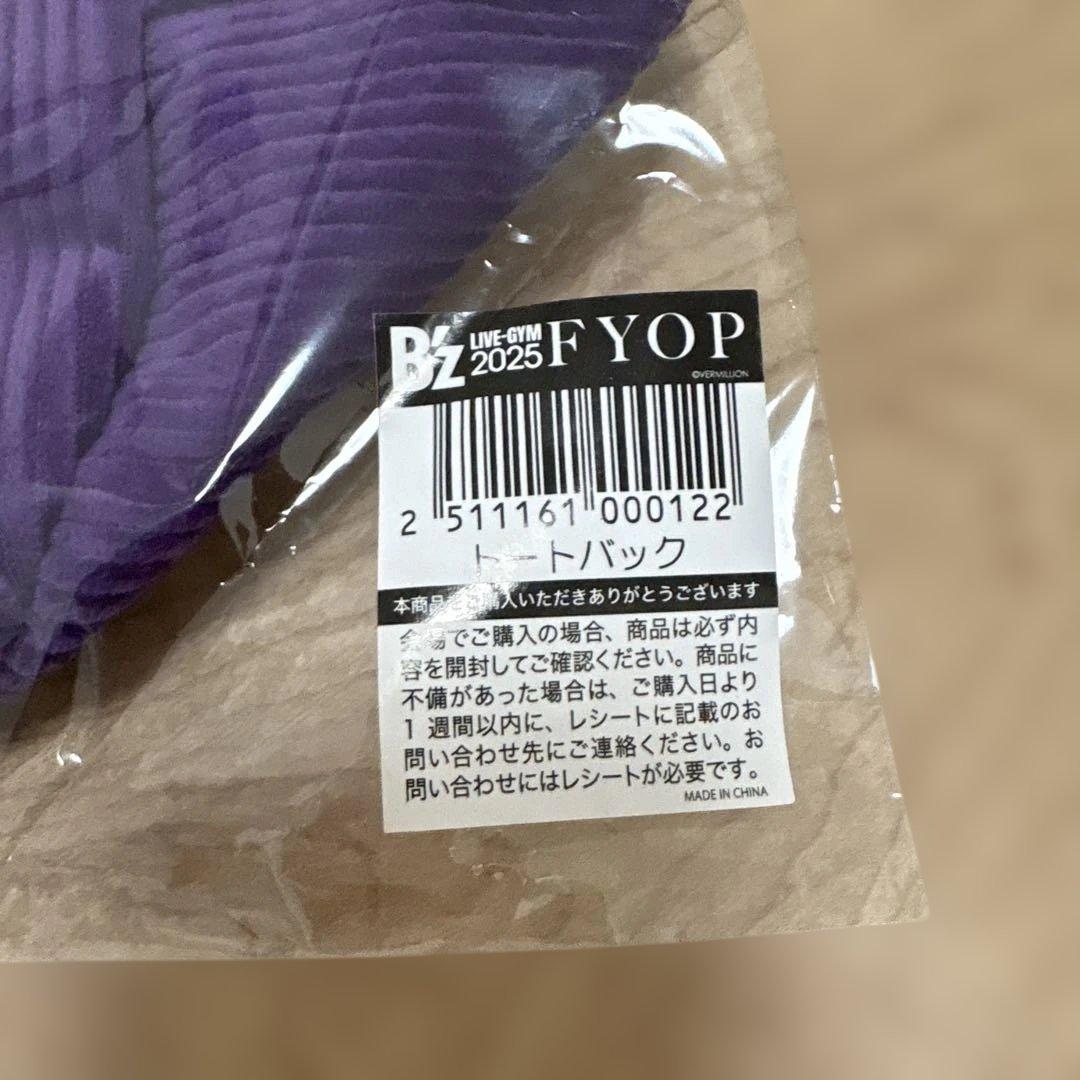 B'z LIVE-GYM 2025 FYOP
©VERMILLION
2 511161 000122
トートバック
本商品をご購入いただきありがとうございます
会場でご購入の場合、商品は必ず内
容を開封してご確認ください。商品に
不備があった場合は、ご購入日より
1 週間以内に、レシートに記載のお
問い合わせ先にご連絡ください。お
問い合わせにはレシートが必要です。
MADE IN CHINA